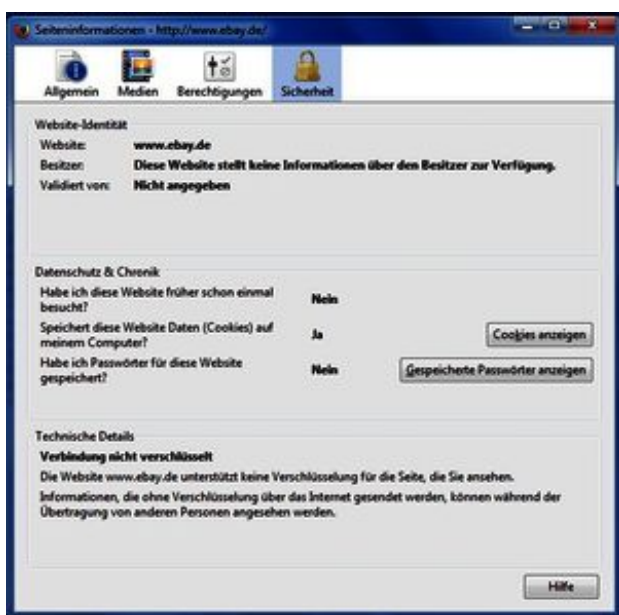 Seiteninformationen - http://www.ebay.de/
Allgemein Medien Berechtigungen Sicherheit
Website-Identität
Website: www.ebay.de
Besitzer: Diese Website stellt keine Informationen über den Besitzer zur Verfügung.
Validiert von: Nicht angegeben
Datenschutz & Chronik
Habe ich diese Website früher schon einmal
besucht? Nein
Speichert diese Website Daten (Cookies) auf
meinem Computer? Ja Cookies anzeigen
Habe ich Passwörter für diese Website
gespeichert? Nein Gespeicherte Passwörter anzeigen
Technische Details
Verbindung nicht verschlüsselt
Die Website www.ebay.de unterstützt keine Verschlüsselung für die Seite, die Sie ansehen.
Informationen, die ohne Verschlüsselung über das Internet gesendet werden, können während der
Übertragung von anderen Personen angesehen werden.
Hilfe